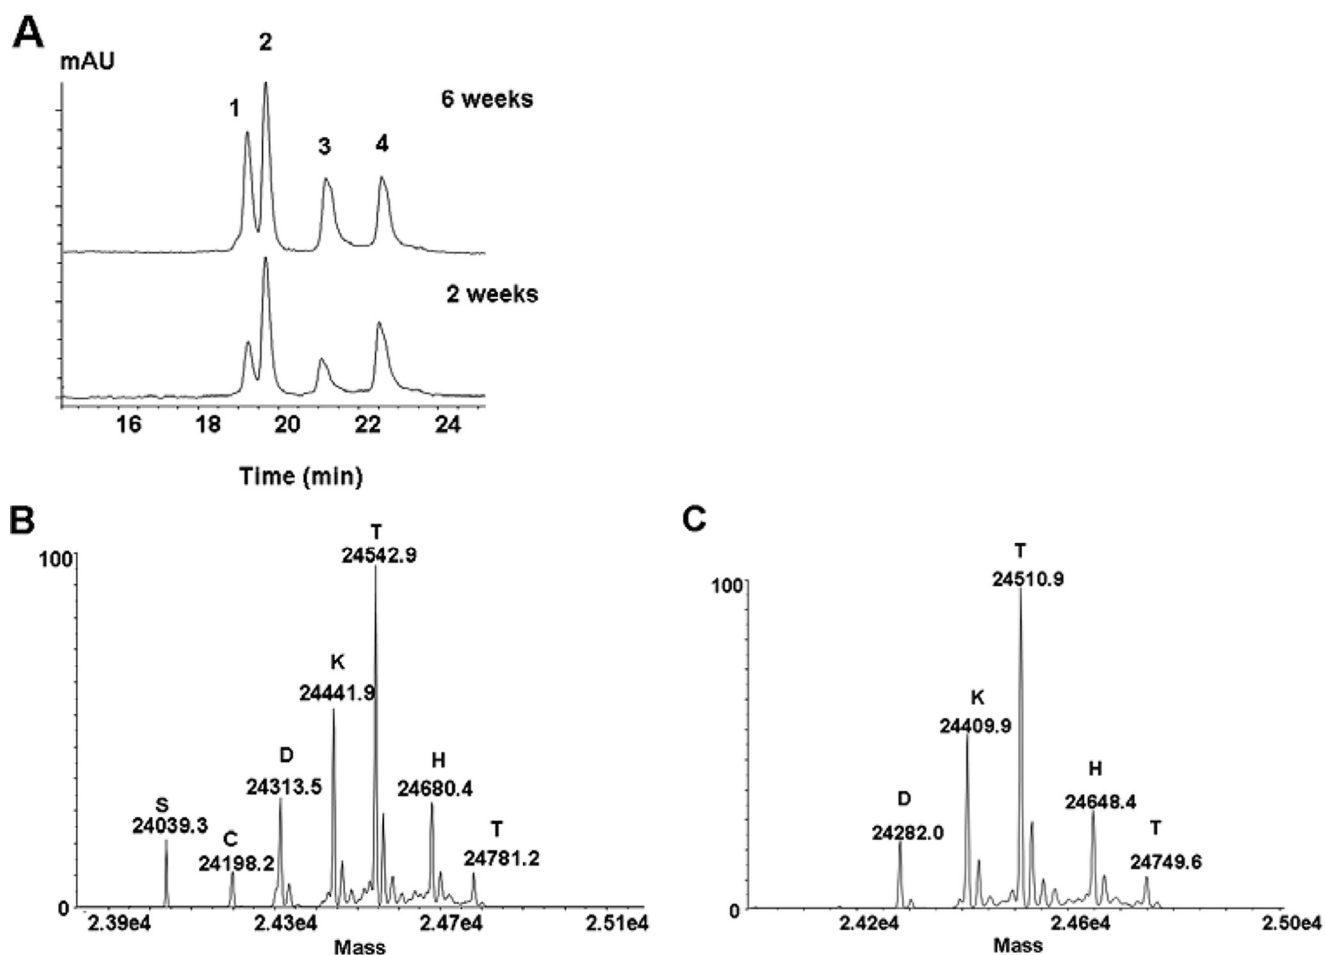 A
mAU
2
1
6 weeks
3
4
2 weeks
16 18 20 22 24
Time (min)
B
C
T
24542.9
100
K
24441.9
D
24313.5
H
24680.4
S
24039.3
C
24198.2
T
24781.2
0
2.39e4 2.43e4 2.47e4 2.51e4
Mass
T
24510.9
100
K
24409.9
H
24648.4
D
24282.0
T
24749.6
0
2.42e4 2.46e4 2.50e4
Mass